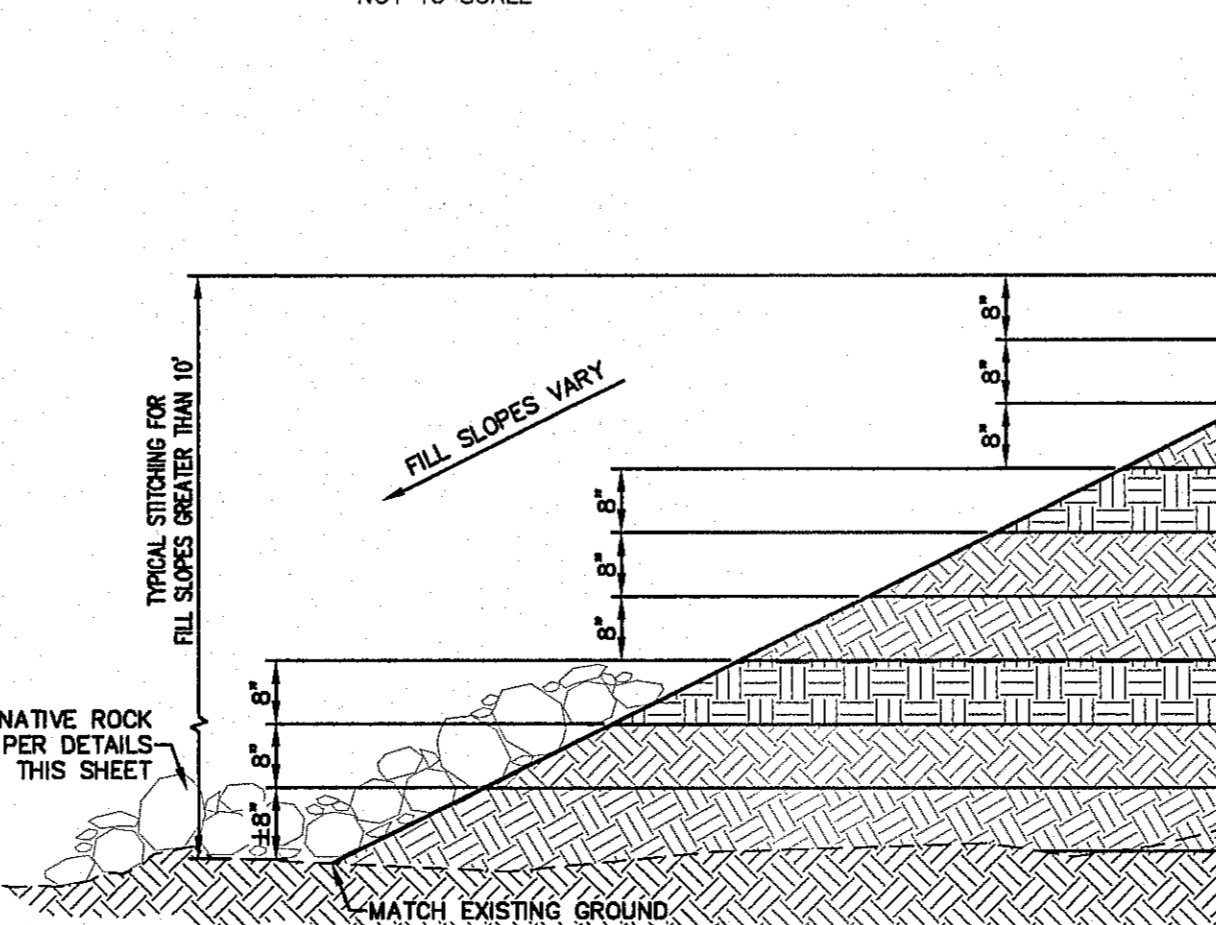 NOT TO SCALE
8"
8"
8"
FILL SLOPES VARY
TYPICAL STITCHING FOR
FILL SLOPES GREATER THAN 10'
8"
8"
8"
8"
8"
±8"
NATIVE ROCK
PER DETAILS
THIS SHEET
MATCH EXISTING GROUND